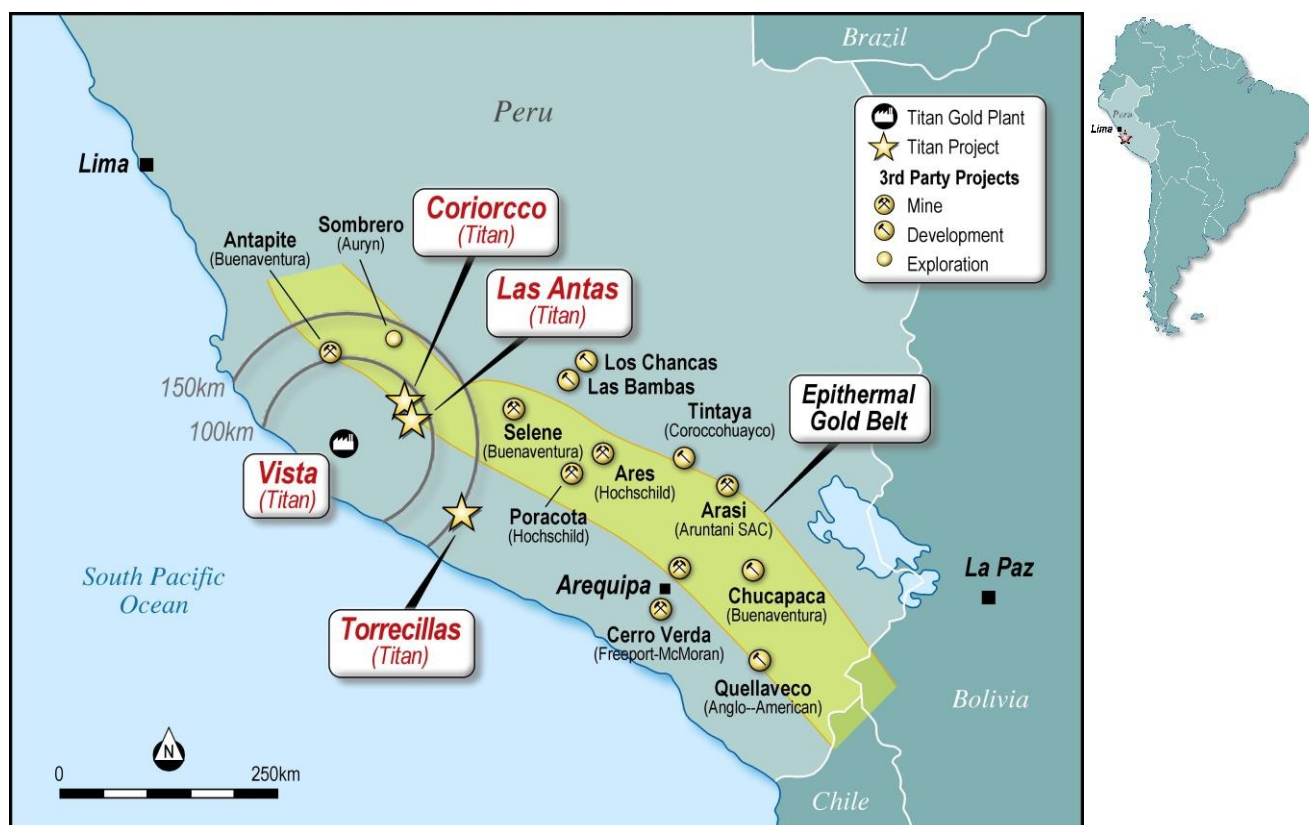 Brazil
Peru
Lima
Titan Gold Plant
Titan Project
3rd Party Projects
Mine
Development
Exploration
Coriorcco
(Titan)
Sombrero
(Auryn)
Antapite
(Buenaventura)
Las Antas
(Titan)
150km
100km
Los Chancas
Las Bambas
Epithermal
Gold Belt
Tintaya
(Coroccohuayco)
Selene
(Buenaventura)
Ares
(Hochschild)
Vista
(Titan)
Arasi
(Aruntani SAC)
Poracota
(Hochschild)
South Pacific
Ocean
La Paz
Arequipa
Chucapaca
(Buenaventura)
Torrecillas
(Titan)
Cerro Verda
(Freeport-McMoran)
Quellaveco
(Anglo--American)
Bolivia
N
0 250km
Chile
Peru
Lima